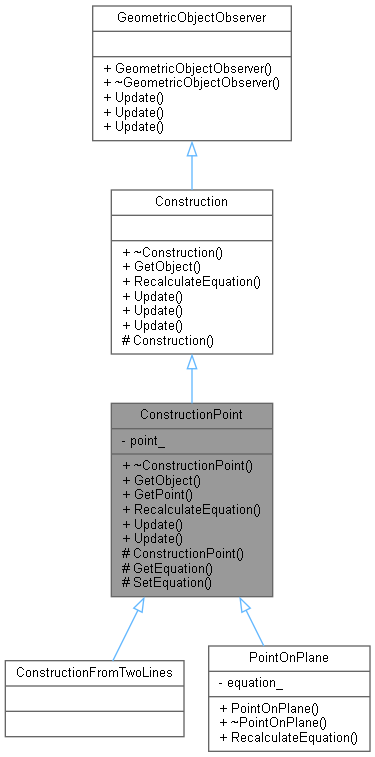 GeometricObjectObserver
+ GeometricObjectObserver()
+ ~GeometricObjectObserver()
+ Update()
+ Update()
+ Update()
Construction
+ ~Construction()
+ GetObject()
+ RecalculateEquation()
+ Update()
+ Update()
+ Update()
# Construction()
ConstructionPoint
- point_
+ ~ConstructionPoint()
+ GetObject()
+ GetPoint()
+ RecalculateEquation()
+ Update()
+ Update()
# ConstructionPoint()
# GetEquation()
# SetEquation()
ConstructionFromTwoLines
PointOnPlane
- equation_
+ PointOnPlane()
+ ~PointOnPlane()
+ RecalculateEquation()